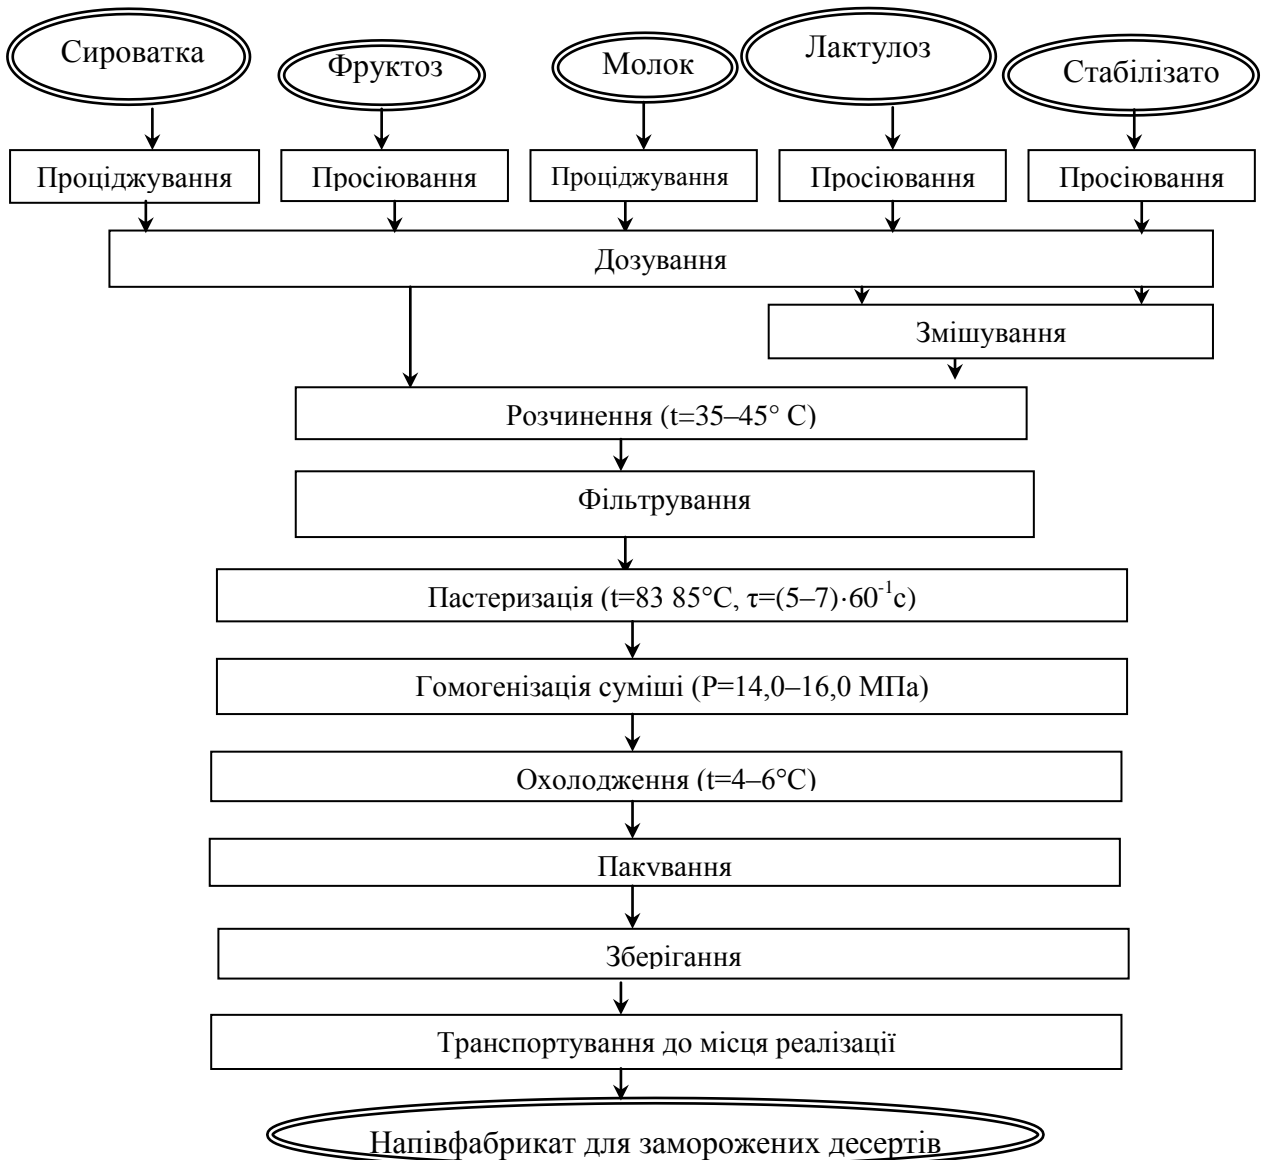 Сироватка
Фруктоз
Молок
Лактулоз
Стабілізато
Проціджування
Просіювання
Проціджування
Просіювання
Просіювання
Дозування
Змішування
Розчинення (t=35–45° С)
Фільтрування
Пастеризація (t=83 85°С, τ=(5–7)·60⁻¹с)
Гомогенізація суміші (Р=14,0–16,0 МПа)
Охолодження (t=4–6°С)
Пакування
Зберігання
Транспортування до місця реалізації
Напівфабрикат для заморожених десертів